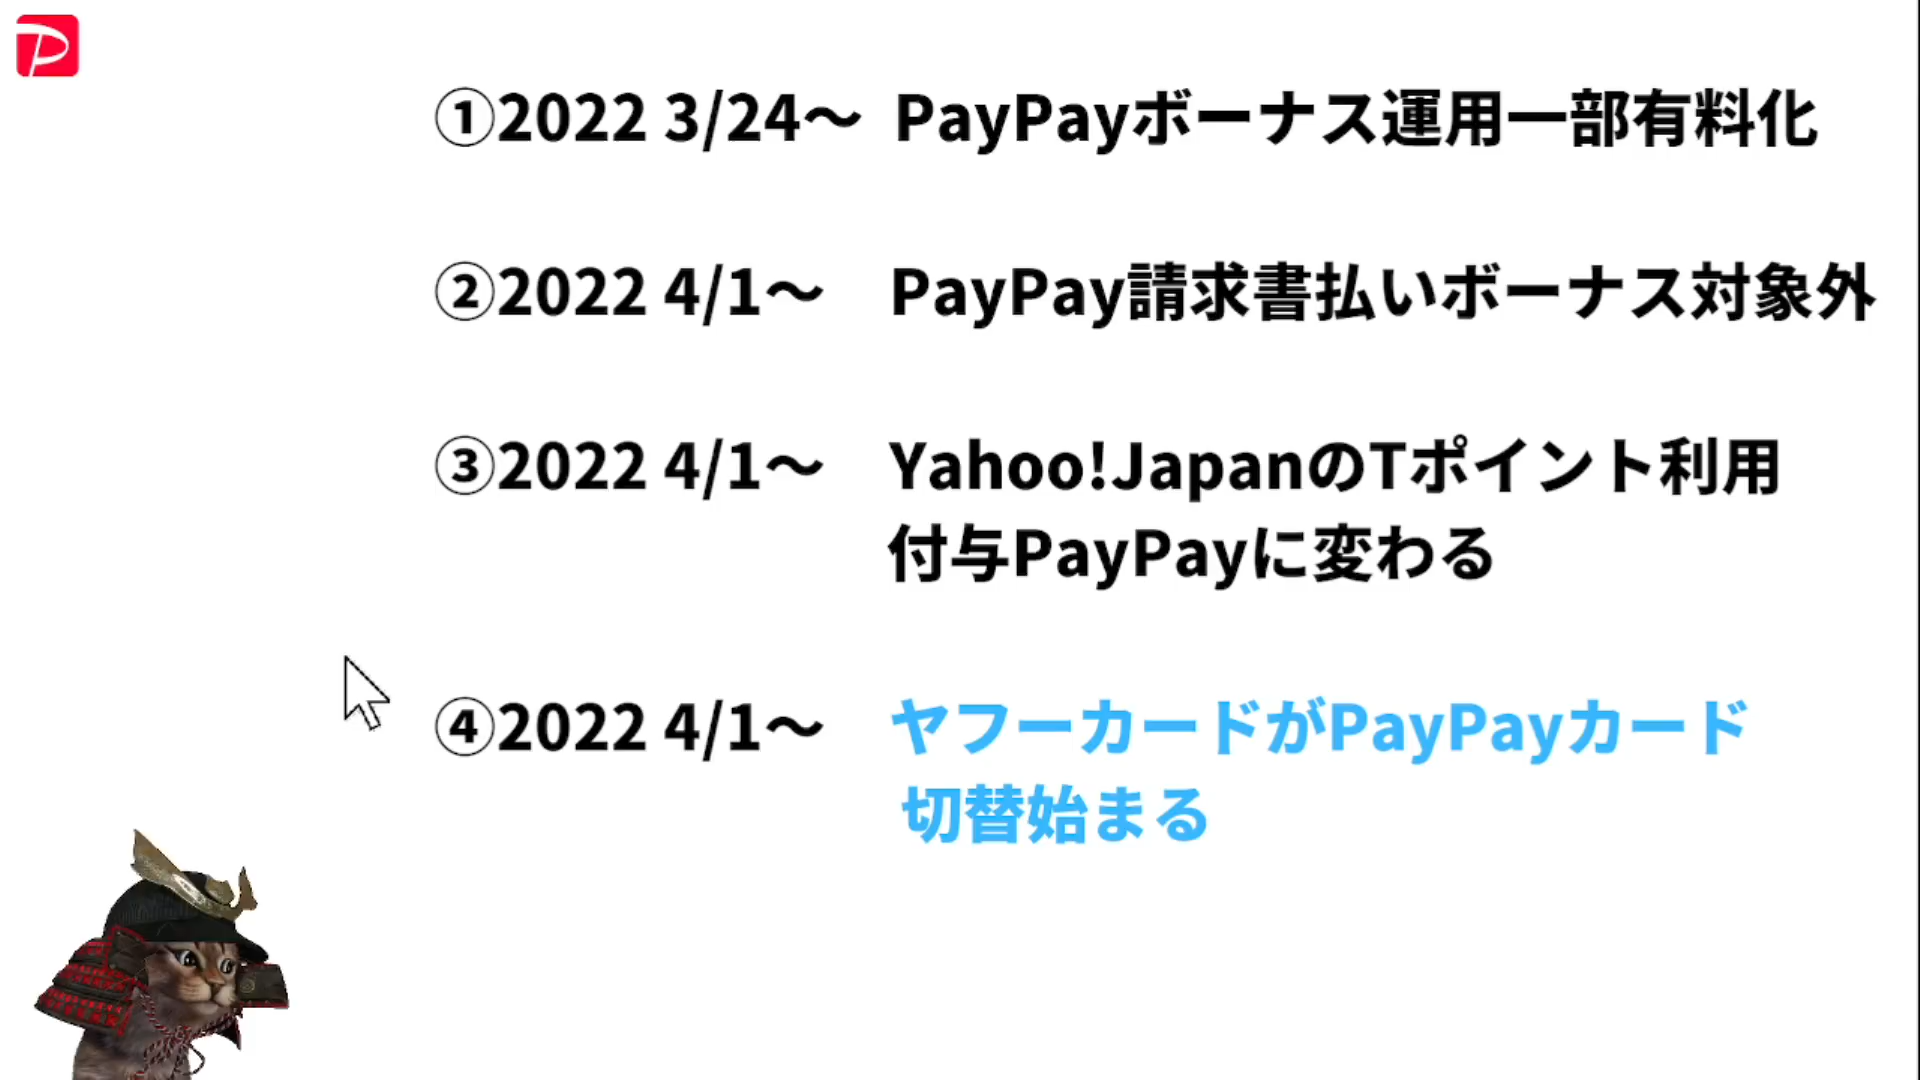 ①2022 3/24〜 PayPayボーナス運用一部有料化
②2022 4/1〜 PayPay請求書払いボーナス対象外
③2022 4/1〜 Yahoo!JapanのTポイント利用
付与PayPayに変わる
④2022 4/1〜 ヤフーカードがPayPayカード
切替始まる